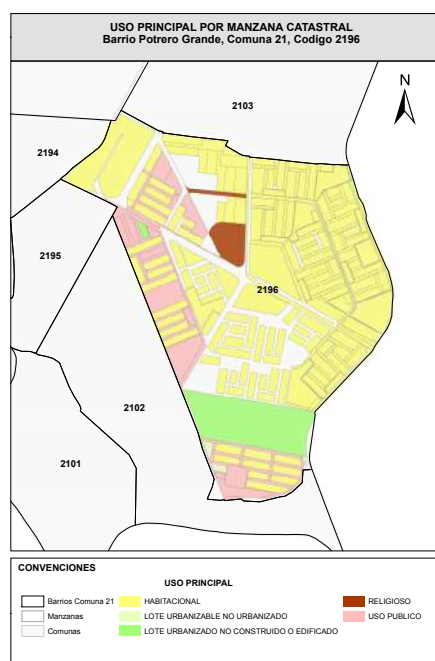 USO PRINCIPAL POR MANZANA CATASTRAL
Barrio Potrero Grande, Comuna 21, Codigo 2196
N
2103
2194
2195
2196
2102
2101
CONVENCIONES
USO PRINCIPAL
Barrios Comuna 21
HABITACIONAL
RELIGIOSO
Manzanas
LOTE URBANIZABLE NO URBANIZADO
USO PUBLICO
Comunas
LOTE URBANIZADO NO CONSTRUIDO O EDIFICADO